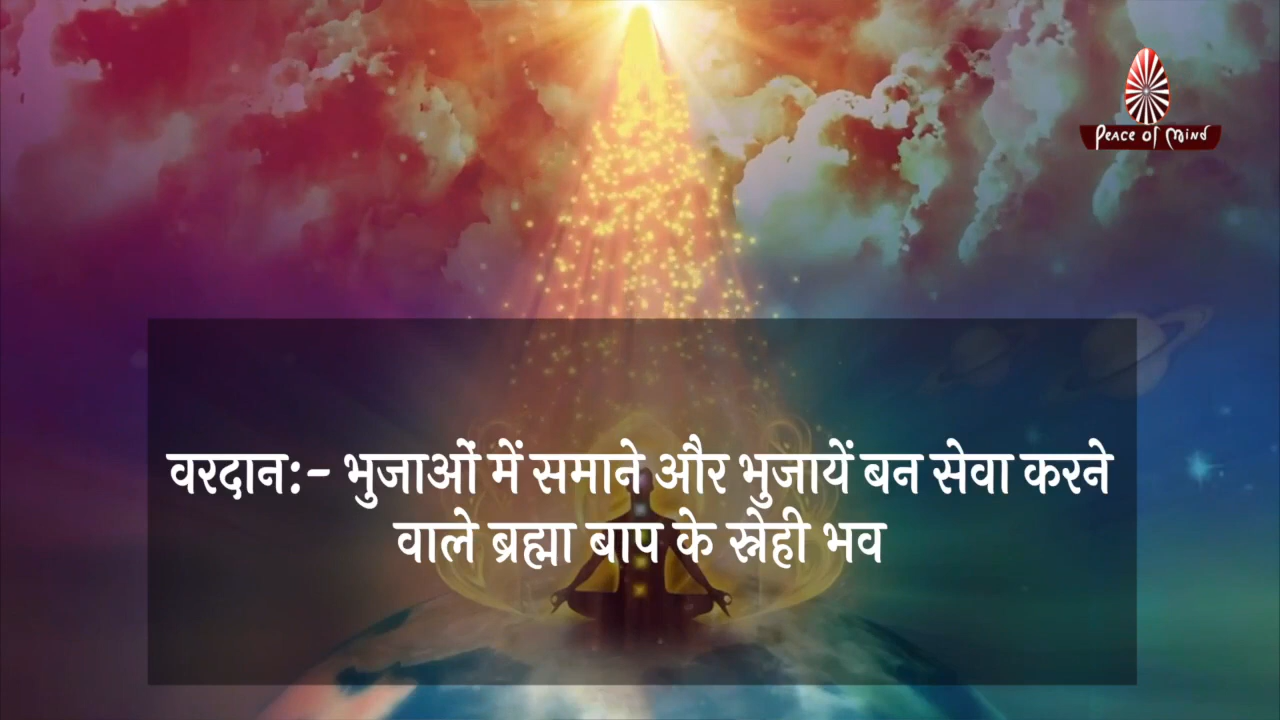 Peace of Mind
वरदान:- भुजाओं में समाने और भुजायें बन सेवा करने
वाले ब्रह्मा बाप के स्नेही भव